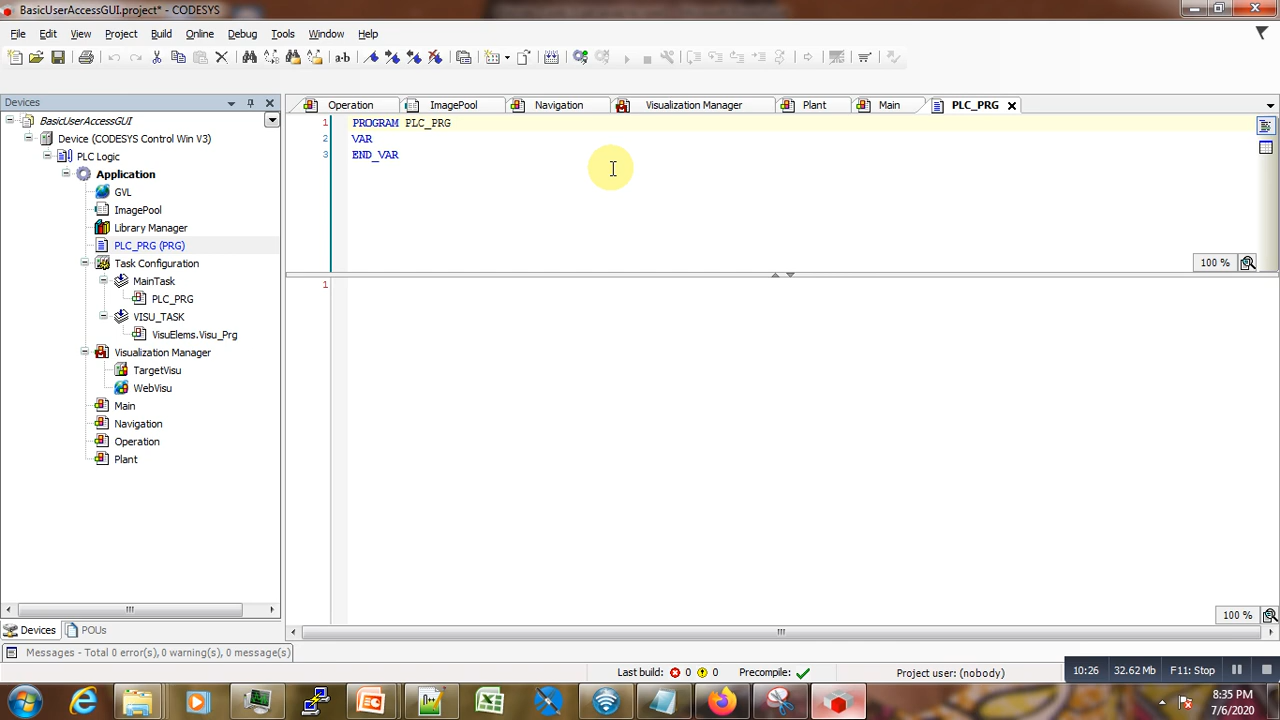 BasicUserAccessGUI.project* - CODESYS
File Edit View Project Build Online Debug Tools Window Help
Devices
BasicUserAccessGUI
Device (CODESYS Control Win V3)
PLC Logic
Application
GVL
ImagePool
Library Manager
PLC_PRG (PRG)
Task Configuration
MainTask
PLC_PRG
VISU_TASK
VisuElems.Visu_Prg
Visualization Manager
TargetVisu
WebVisu
Main
Navigation
Operation
Plant
Devices POUs
Operation ImagePool Navigation Visualization Manager Plant Main PLC_PRG
1 PROGRAM PLC_PRG
2 VAR
3 END_VAR
100 %
1
100 %
Messages - Total 0 error(s), 0 warning(s), 0 message(s)
Last build: 0 0 Precompile: Project user: (nobody)
10:26 32.62 Mb F11: Stop
8:35 PM
7/6/2020